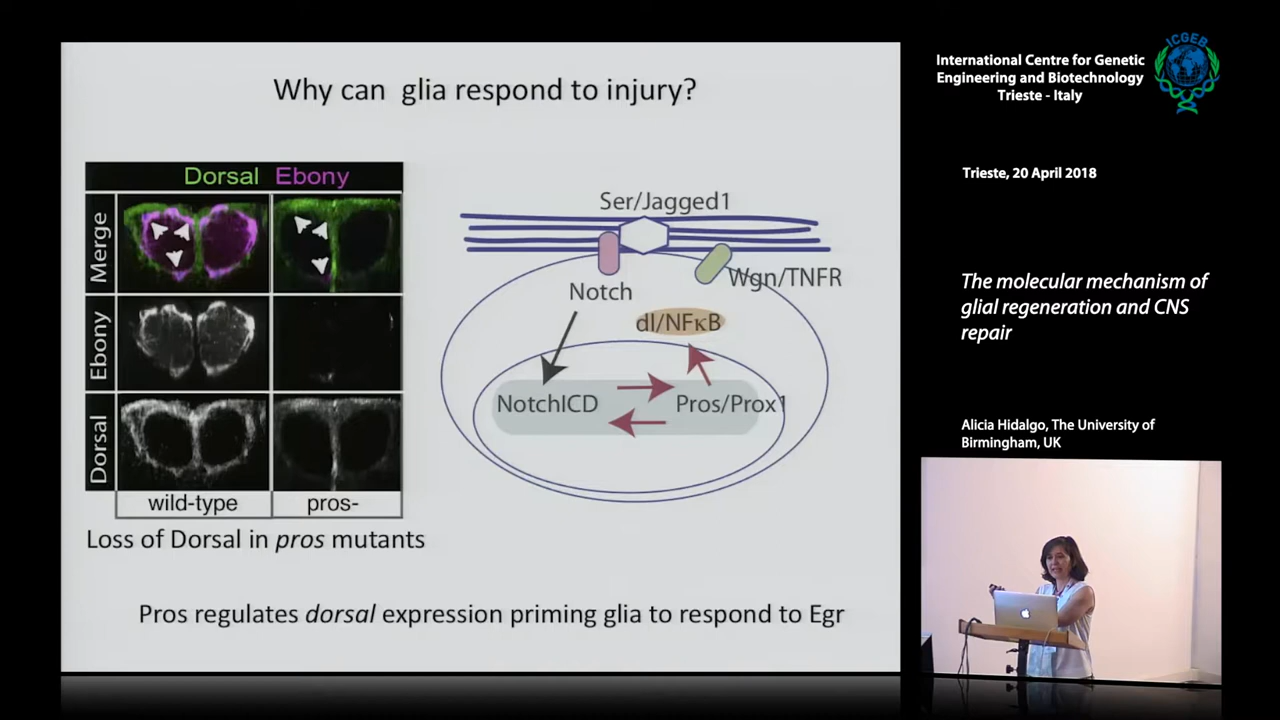 Why can glia respond to injury?
Dorsal Ebony
Merge
Ebony
Dorsal
wild-type
pros-
Loss of Dorsal in pros mutants
Ser/Jagged1
Notch
Wgn/TNFR
dl/NFκB
NotchICD
Pros/Prox1
Pros regulates dorsal expression priming glia to respond to Egr
International Centre for Genetic
Engineering and Biotechnology
Trieste - Italy
ICGEB
Trieste, 20 April 2018
The molecular mechanism of
glial regeneration and CNS
repair
Alicia Hidalgo, The University of
Birmingham, UK